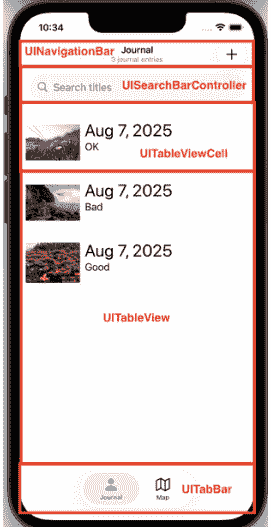 10:34
UINavigationBar
Journal
+
3 journal entries
Search titles
UISearchBarController
Aug 7, 2025
OK
UITableViewCell
Aug 7, 2025
Bad
Aug 7, 2025
Good
UITableView
Journal
Map
UITabBar